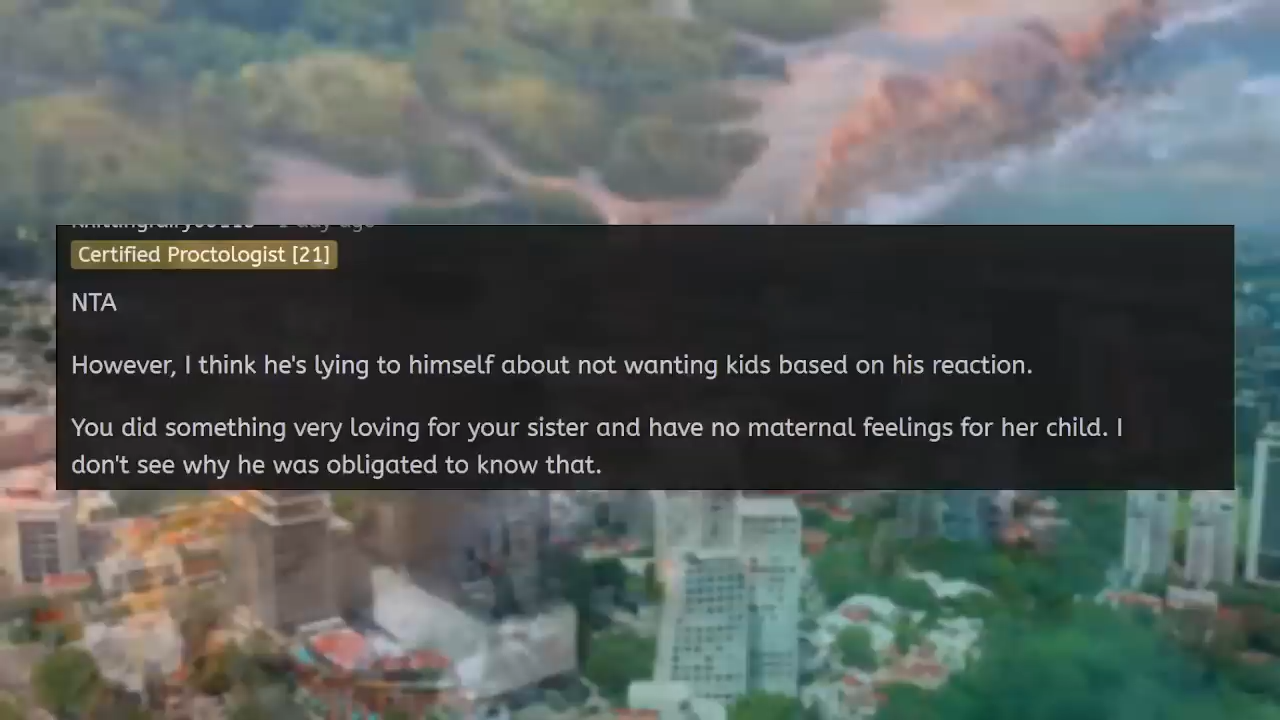 Certified Proctologist [21]
NTA
However, I think he's lying to himself about not wanting kids based on his reaction.
You did something very loving for your sister and have no maternal feelings for her child. I
don't see why he was obligated to know that.